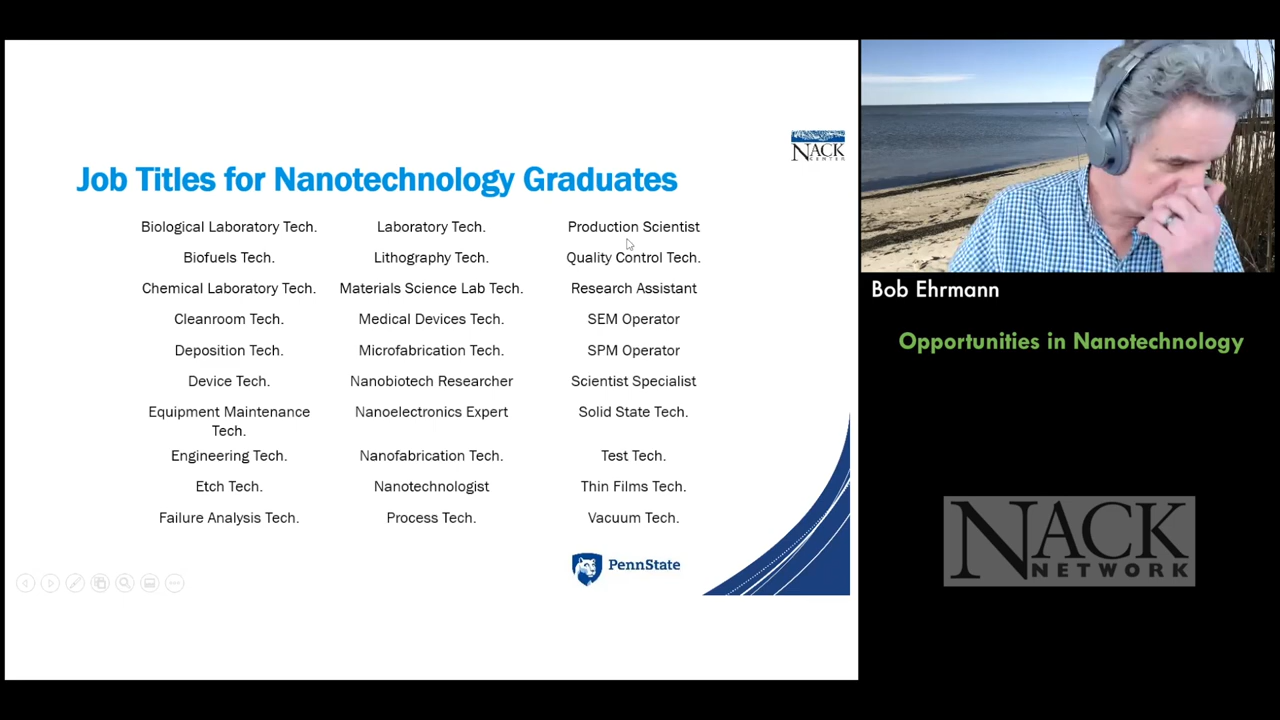 NACK
CENTER
Job Titles for Nanotechnology Graduates
Biological Laboratory Tech.
Biofuels Tech.
Chemical Laboratory Tech.
Cleanroom Tech.
Deposition Tech.
Device Tech.
Equipment Maintenance
Tech.
Engineering Tech.
Etch Tech.
Failure Analysis Tech.
Laboratory Tech.
Lithography Tech.
Materials Science Lab Tech.
Medical Devices Tech.
Microfabrication Tech.
Nanobiotech Researcher
Nanoelectronics Expert
Nanofabrication Tech.
Nanotechnologist
Process Tech.
Production Scientist
Quality Control Tech.
Research Assistant
SEM Operator
SPM Operator
Scientist Specialist
Solid State Tech.
Test Tech.
Thin Films Tech.
Vacuum Tech.
PennState
Bob Ehrmann
Opportunities in Nanotechnology
NACK
NETWORK